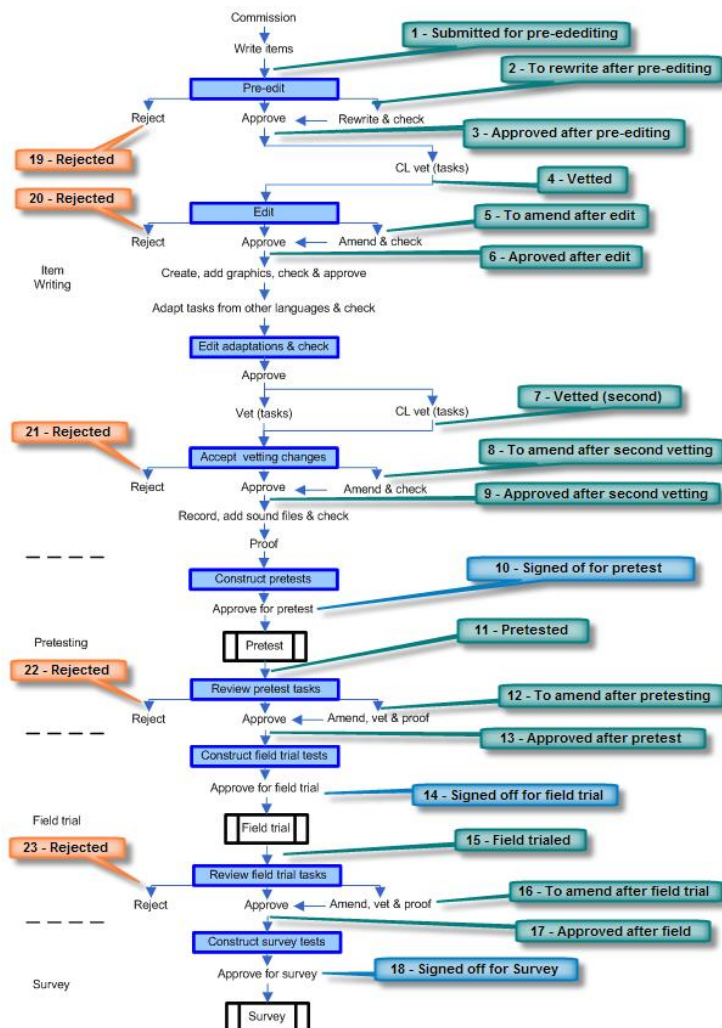 Commission
1 - Submitted for pre-edediting
Write items
2 - To rewrite after pre-editing
Pre-edit
Reject
Approve
Rewrite & check
3 - Approved after pre-editing
19 - Rejected
CL vet (tasks)
4 - Vetted
20 - Rejected
Edit
5 - To amend after edit
Reject
Approve
Amend & check
6 - Aproved after edit
Item
Writing
Create, add graphics, check & approve
Adapt tasks from other languages & check
Edit adaptations & check
Approve
7 - Vetted (second)
Vet (tasks)
CL vet (tasks)
21 - Rejected
8 - To amend after second vetting
Accept vetting changes
Reject
Approve
Amend & check
9 - Approved after second vetting
Record, add sound files & check
Proof
10 - Signed of for pretest
Construct pretests
Approve for pretest
11 - Pretested
Pretesting
Pretest
22 - Rejected
Review pretest tasks
12 - To amend after pretesting
Reject
Approve
Amend, vet & proof
13 - Approved after pretest
Construct field trial tests
Approve for field trial
14 - Signed off for field trial
Field trial
Field trial
15 - Field trialed
23 - Rejected
Review field trial tasks
16 - To amend after field trial
Reject
Approve
Amend, vet & proof
17 - Approved after field
Construct survey tests
Approve for survey
18 - Signed off for Survey
Survey
Survey